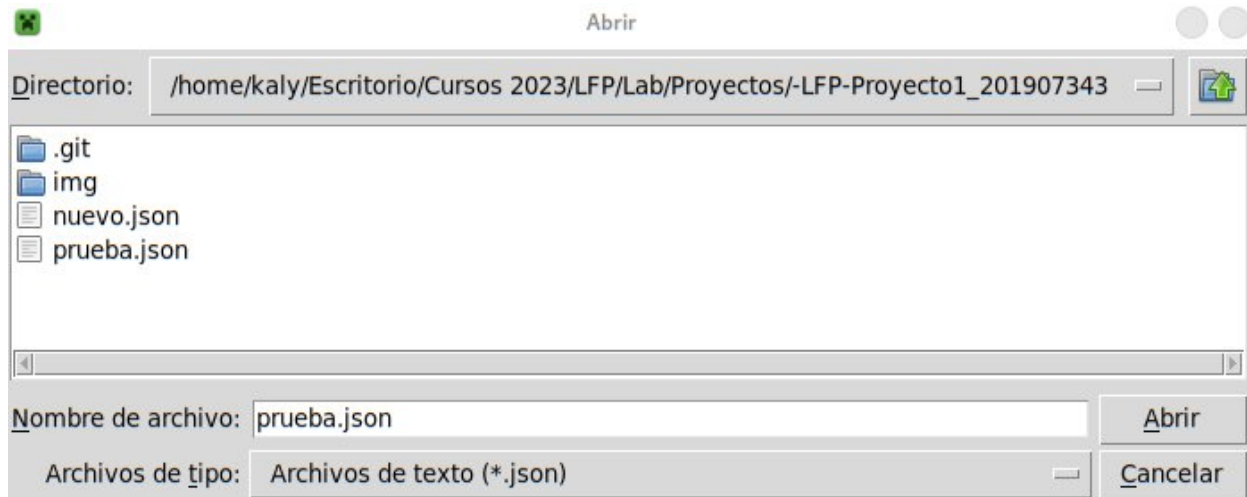 Abrir
Directorio: /home/kaly/Escritorio/Cursos 2023/LFP/Lab/Proyectos/-LFP-Proyecto1_201907343
.git
img
nuevo.json
prueba.json
Nombre de archivo: prueba.json Abrir
Archivos de tipo: Archivos de texto (*.json) Cancelar